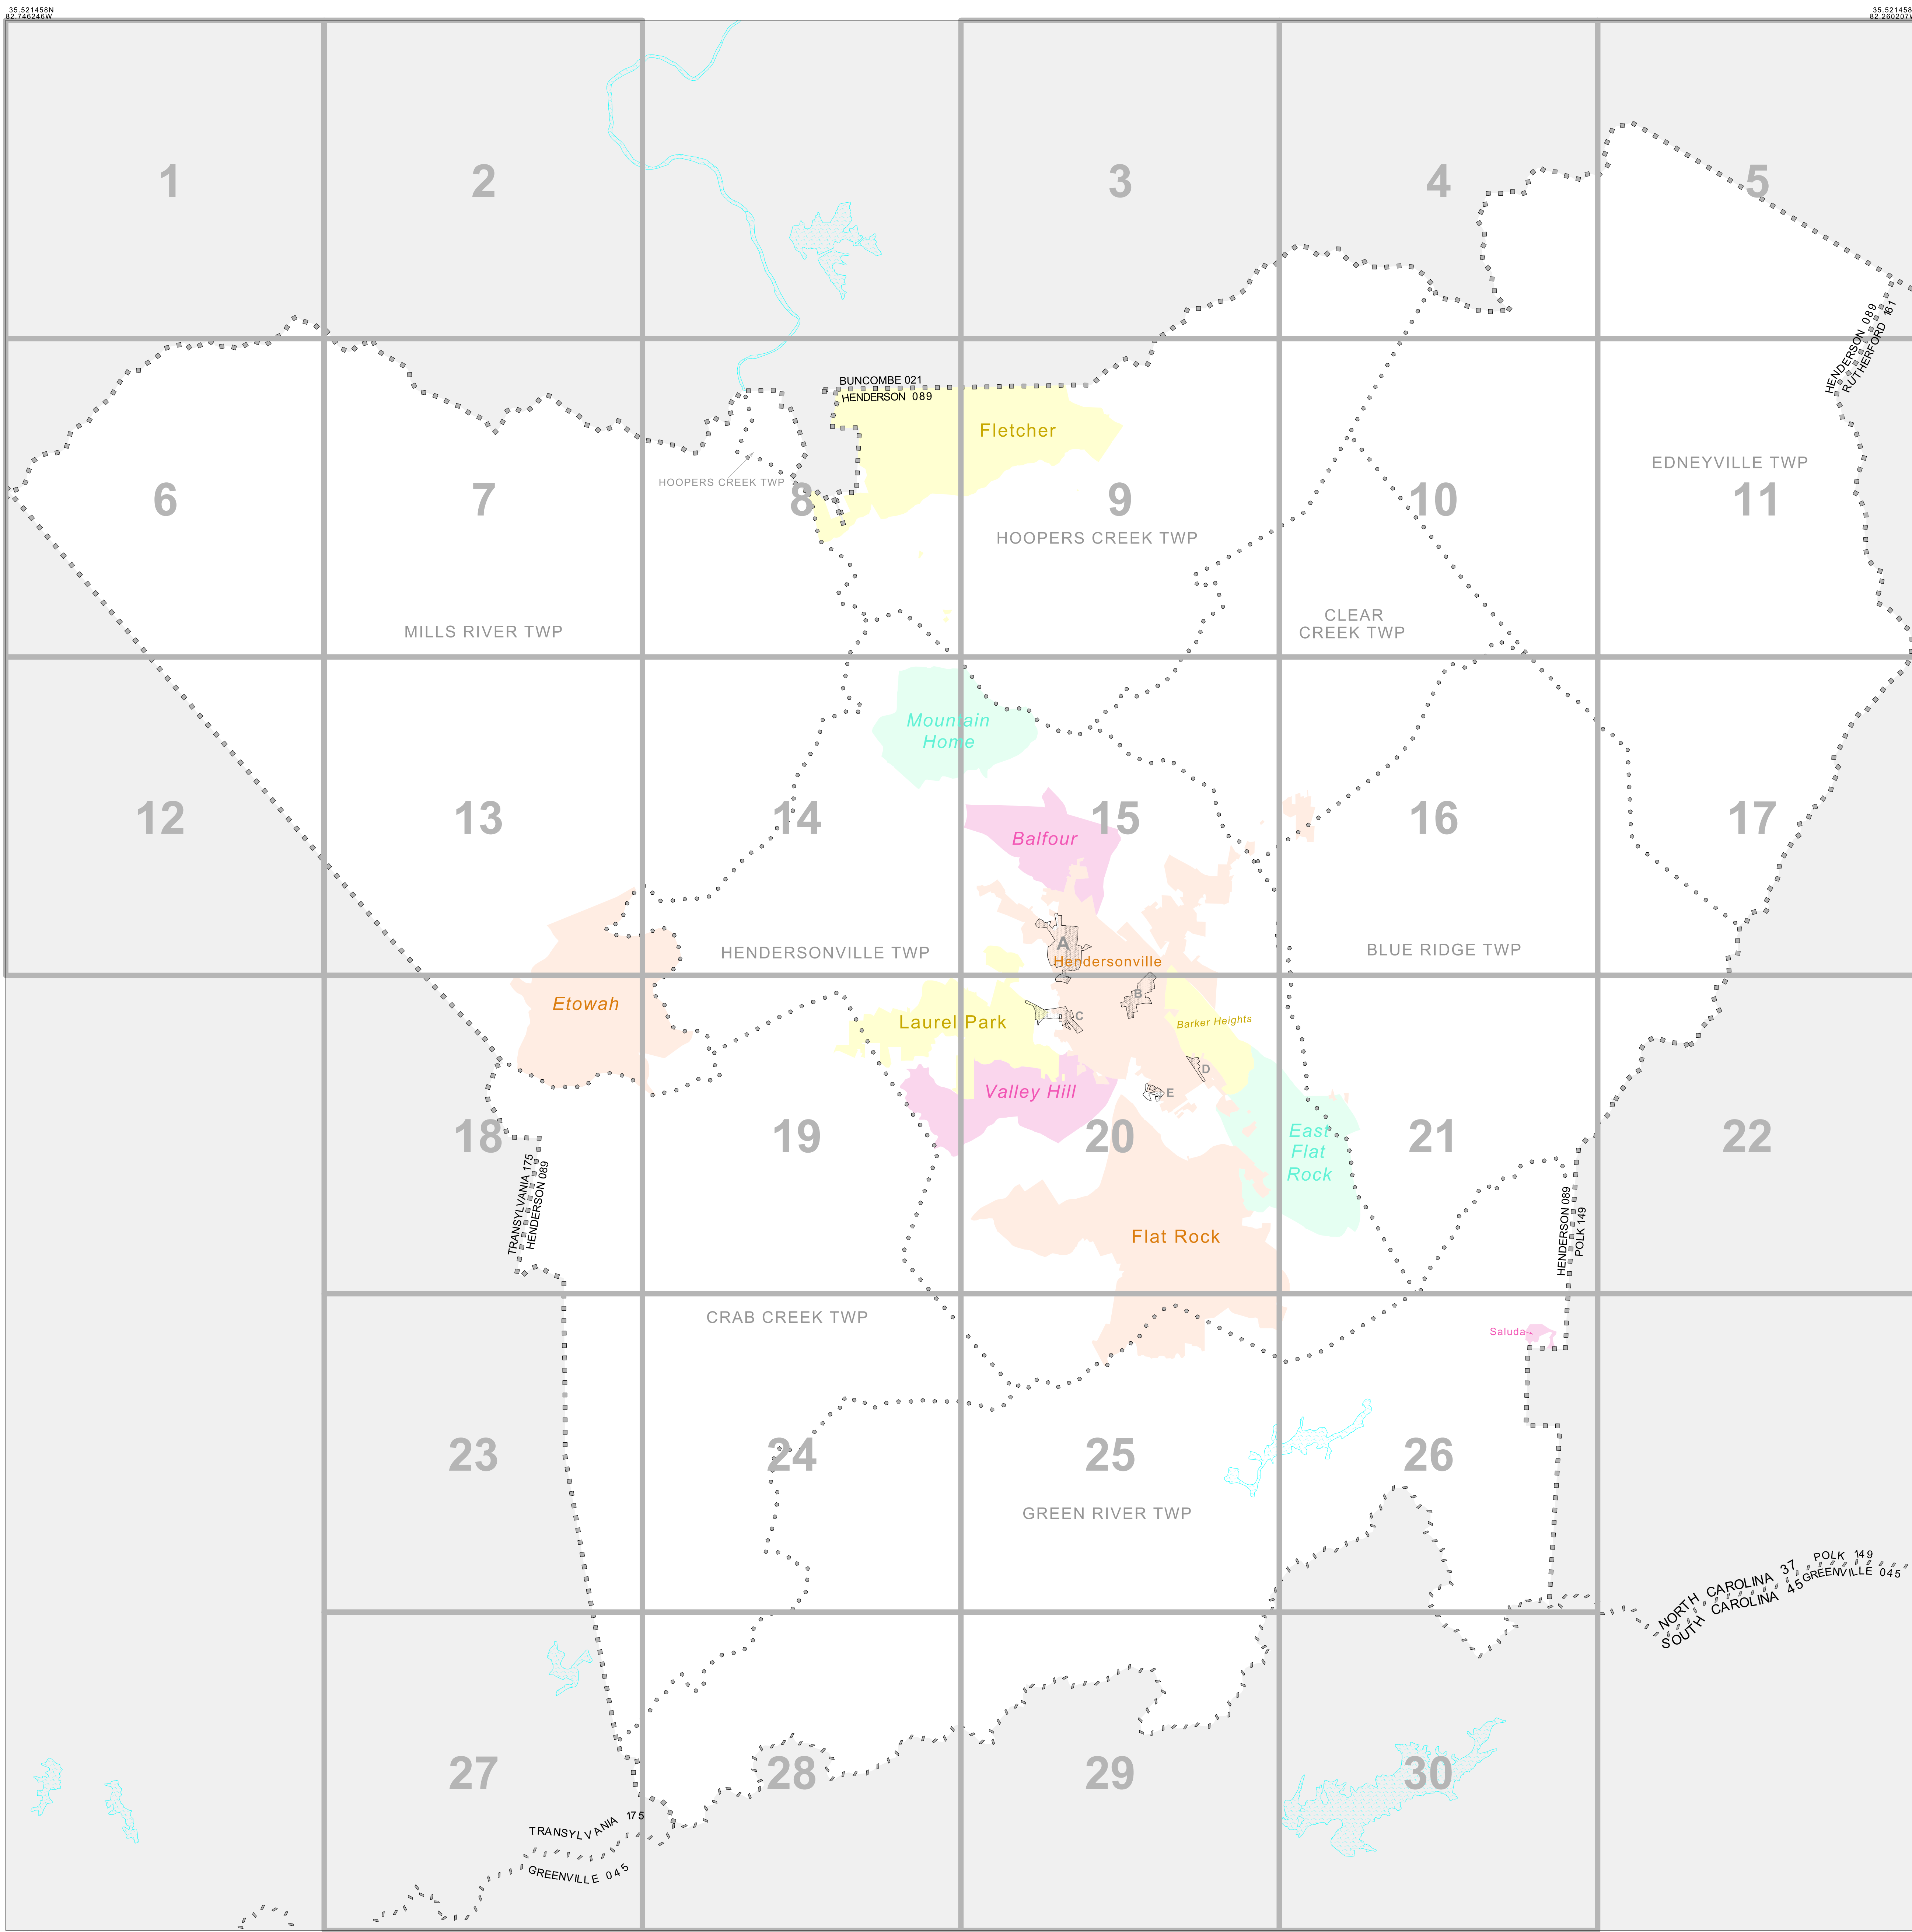 35.521458N
82.746246W
35.521458
82.260207W
1
2
3
4
5
HENDERSON 089
RUTHERFORD 161
BUNCOMBE 021
HENDERSON 089
Fletcher
EDNEYVILLE TWP
HOOPERS CREEK TWP
6
7
8
9
10
11
HOOPERS CREEK TWP
MILLS RIVER TWP
CLEAR
CREEK TWP
Mountain
Home
12
13
14
15
16
17
Balfour
A
HENDERSONVILLE TWP
Hendersonville
BLUE RIDGE TWP
B
Etowah
Laurel Park
C
Barker Heights
D
Valley Hill
E
18
19
20
21
22
East
Flat
Rock
TRANSYLVANIA 175
HENDERSON 089
HENDERSON 089
POLK 149
Flat Rock
CRAB CREEK TWP
Saluda
23
24
25
26
GREEN RIVER TWP
NORTH CAROLINA 37
POLK 149
SOUTH CAROLINA 45
GREENVILLE 045
27
28
29
30
TRANSYLVANIA 175
GREENVILLE 045